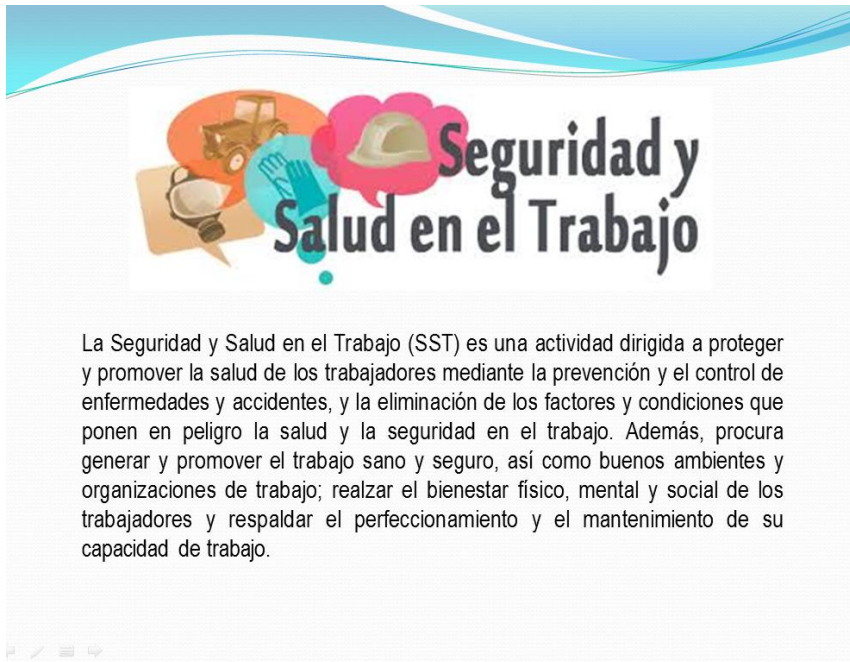 Seguridad y
Salud en el Trabajo
La Seguridad y Salud en el Trabajo (SST) es una actividad dirigida a proteger
y promover la salud de los trabajadores mediante la prevención y el control de
enfermedades y accidentes, y la eliminación de los factores y condiciones que
ponen en peligro la salud y la seguridad en el trabajo. Además, procura
generar y promover el trabajo sano y seguro, así como buenos ambientes y
organizaciones de trabajo; realzar el bienestar físico, mental y social de los
trabajadores y respaldar el perfeccionamiento y el mantenimiento de su
capacidad de trabajo.